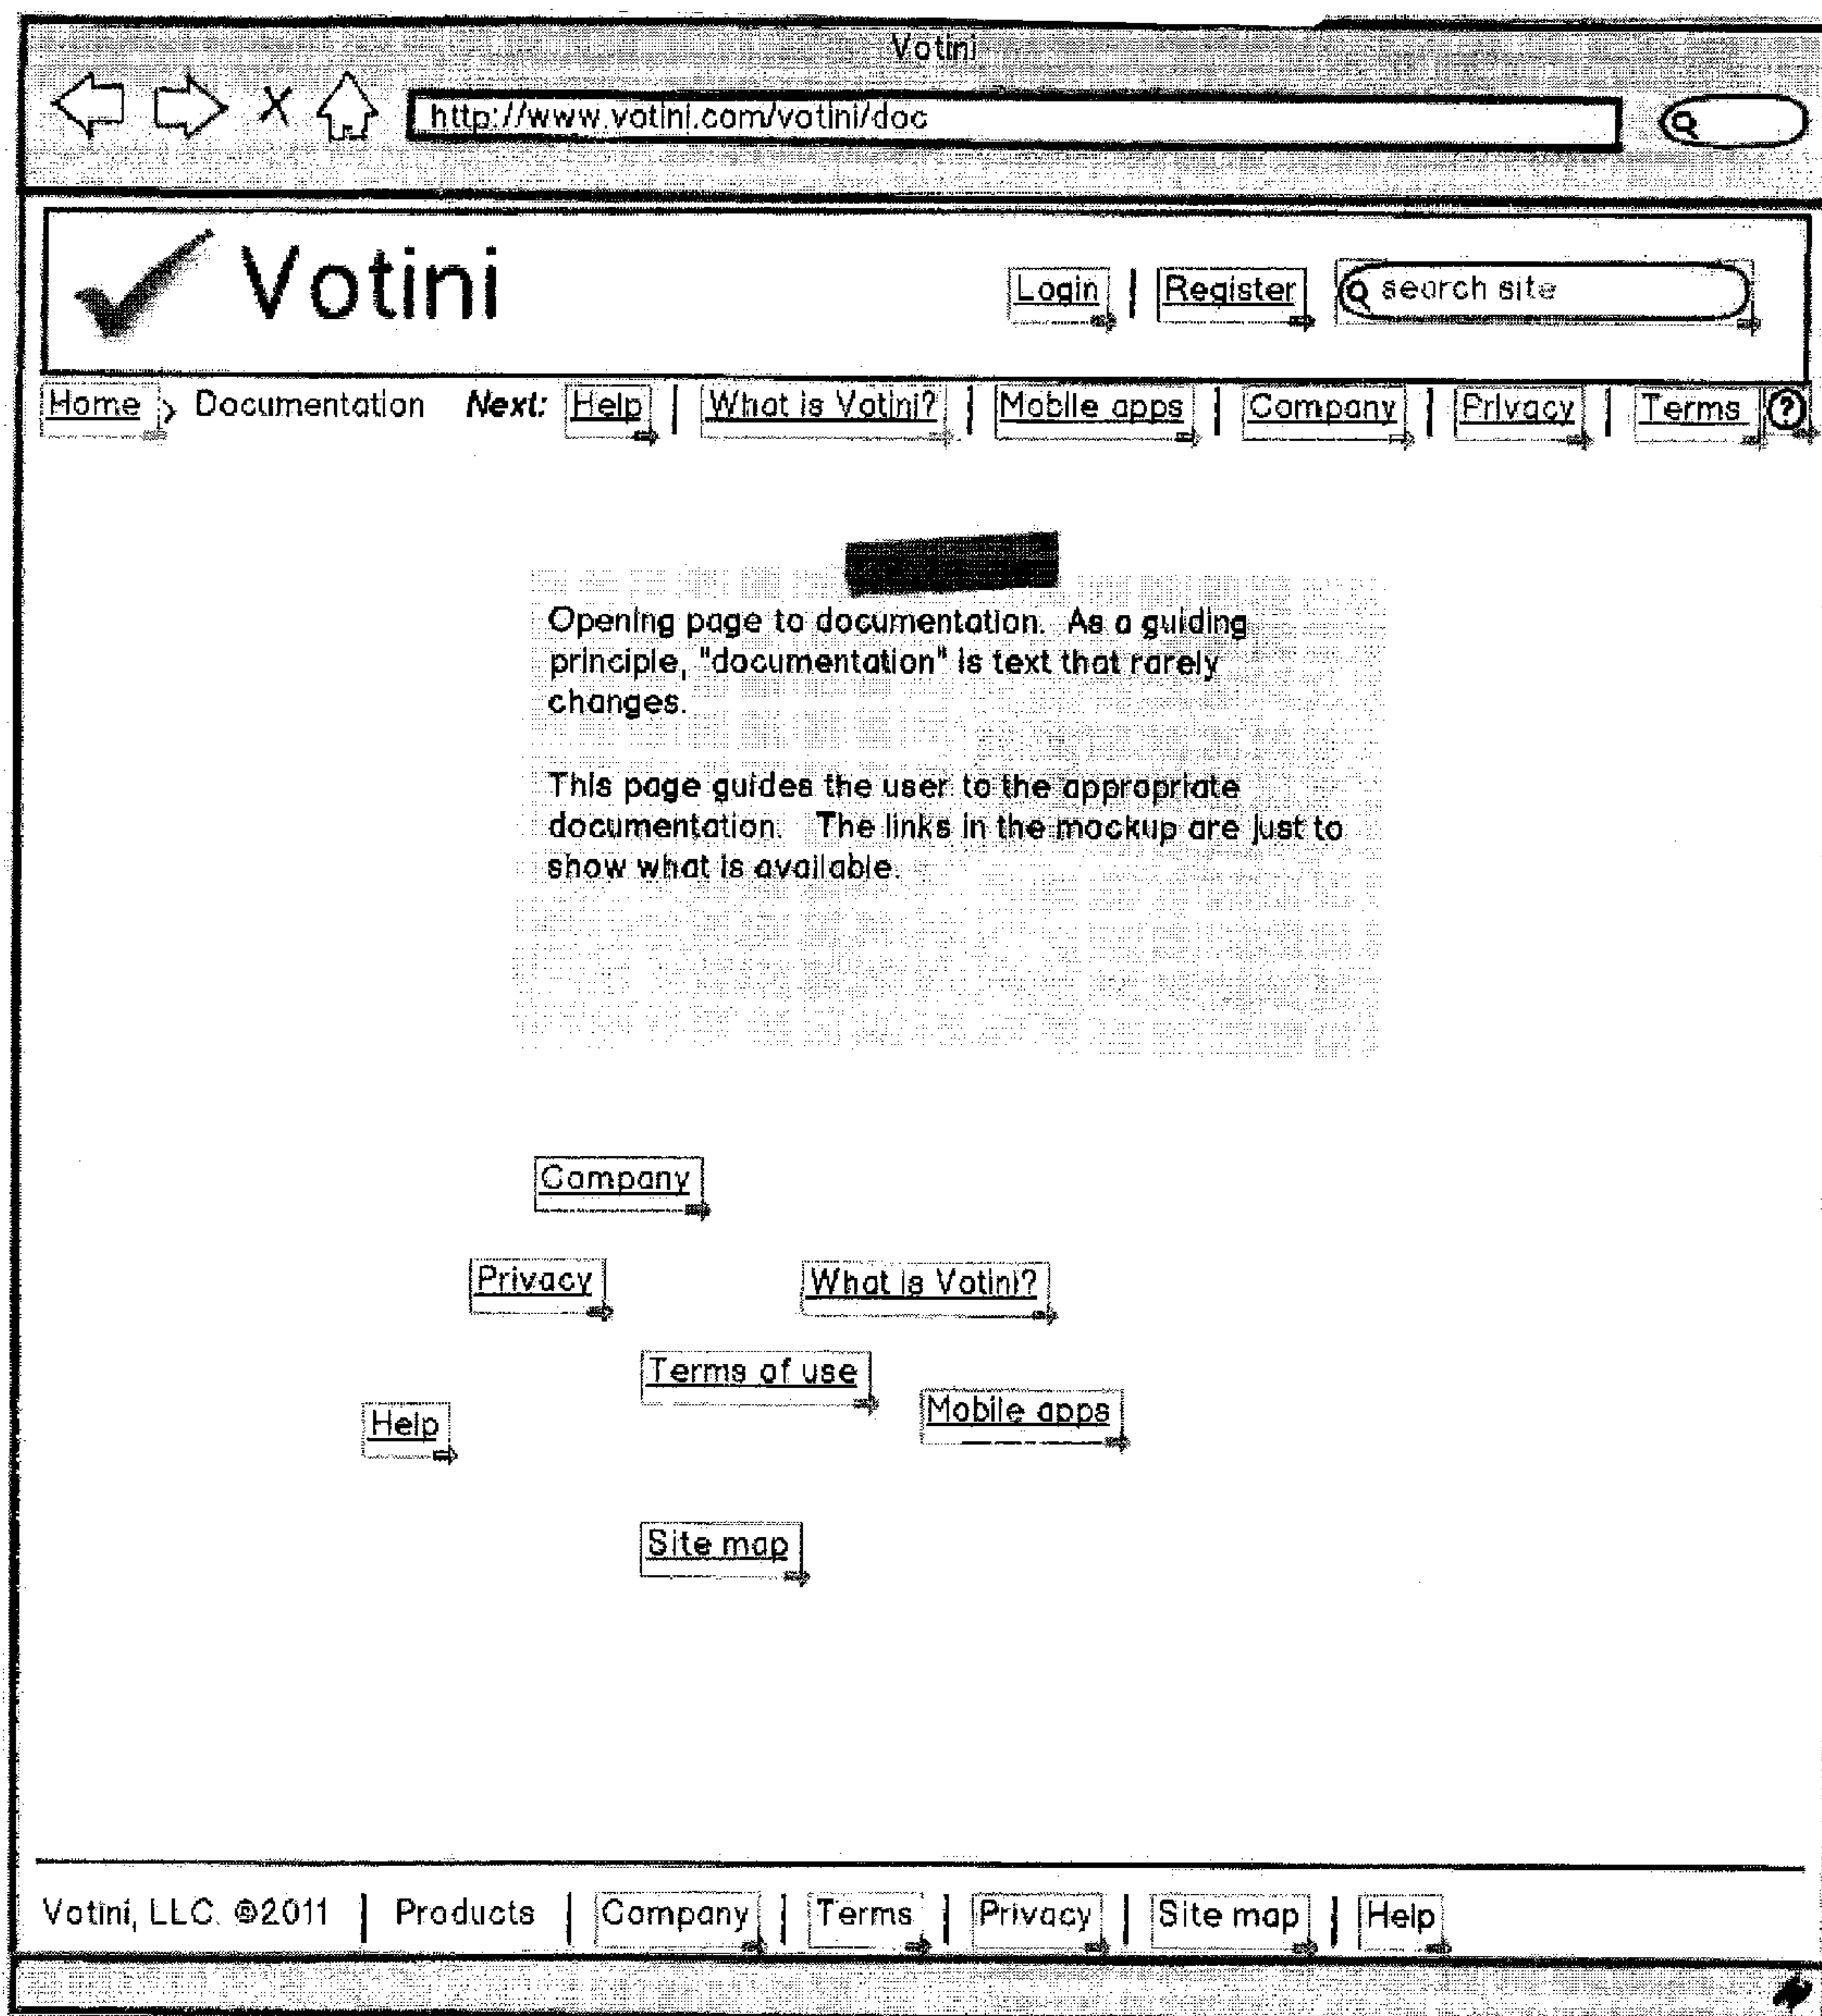 Votini
http://www.votini.com/votini/doc
Votini Login | Register search site
Home > Documentation Next: Help | What is Votini? | Mobile apps | Company | Privacy | Terms ?
Opening page to documentation. As a guiding
principle, "documentation" is text that rarely
changes.
This page guides the user to the appropriate
documentation. The links in the mockup are just to
show what is available.
Company
Privacy What is Votini?
Terms of use
Help Mobile apps
Site map
Votini, LLC. ©2011 | Products | Company | Terms | Privacy | Site map | Help